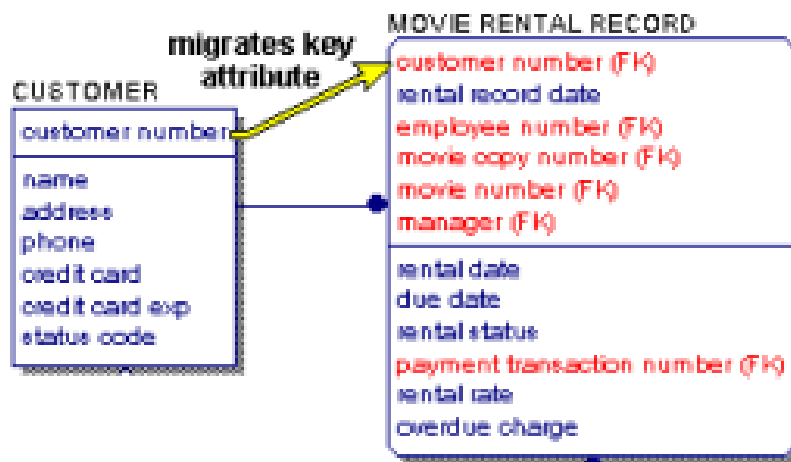 migrates key
attribute
CUSTOMER
customer number
name
address
phone
credit card
credit card exp
status code
MOVIE RENTAL RECORD
customer number (FK)
rental record date
employee number (FK)
movie copy number (FK)
movie number (FK)
manager (FK)
rental date
due date
rental status
payment transaction number (FK)
rental rate
overdue charge